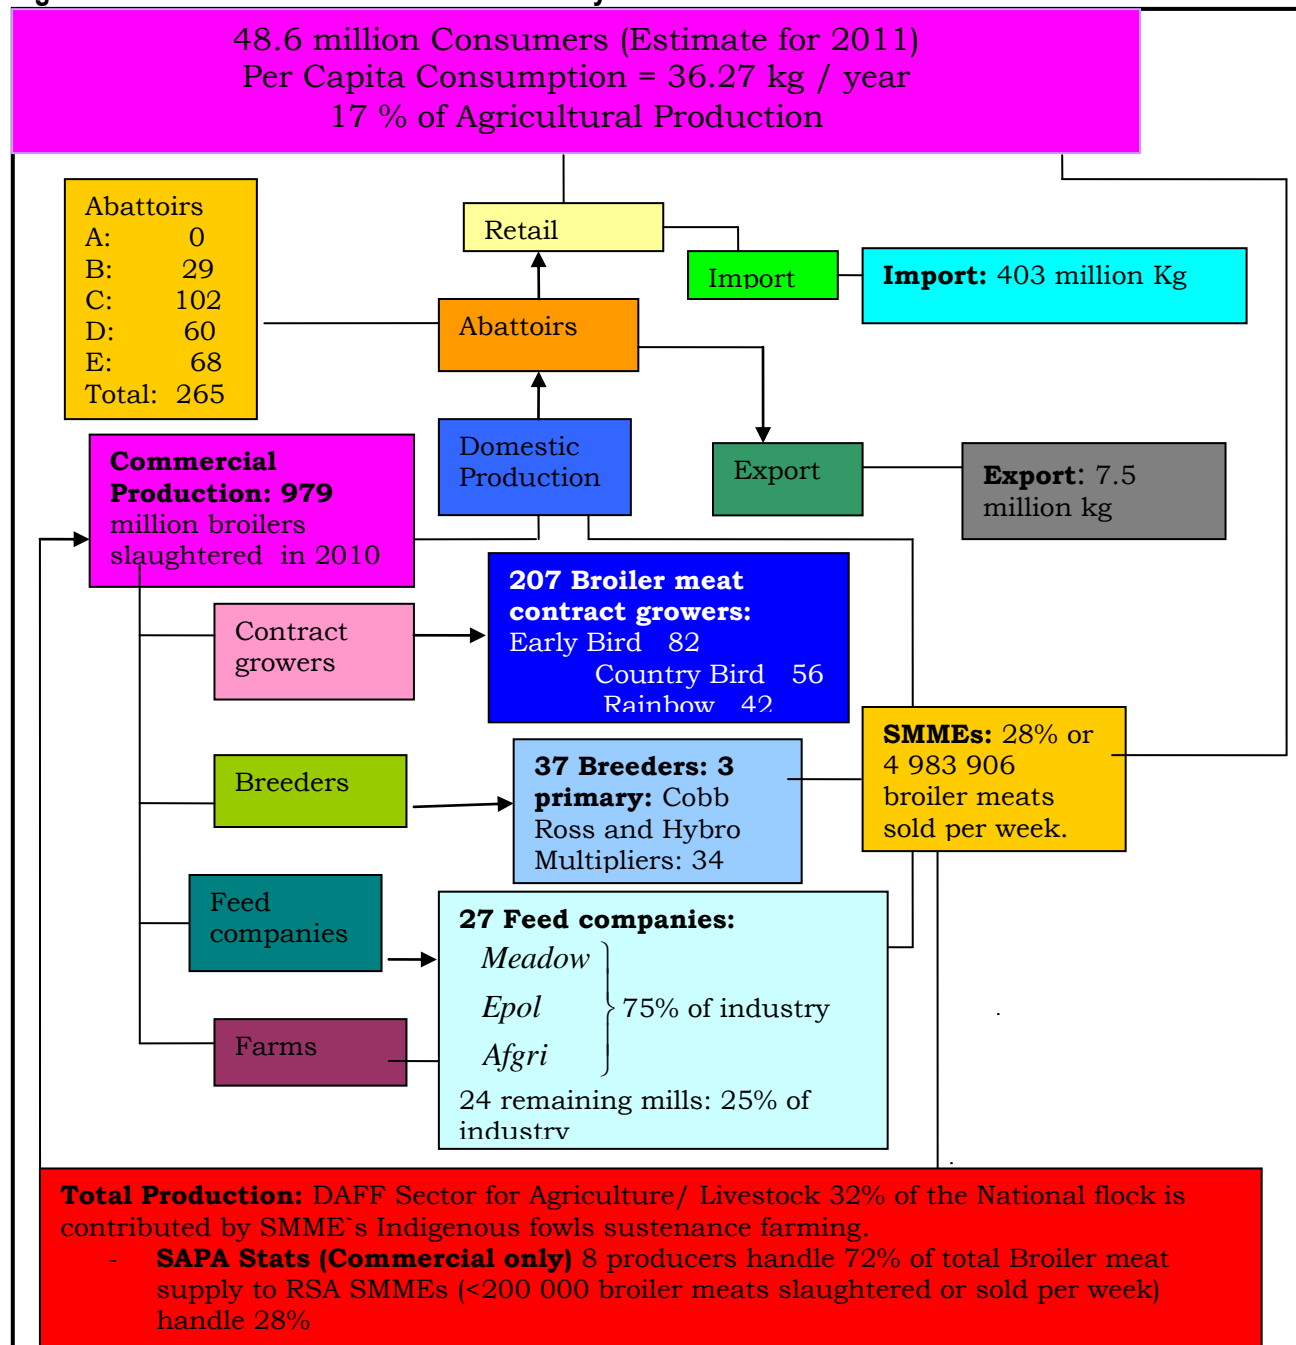 48.6 million Consumers (Estimate for 2011)
Per Capita Consumption = 36.27 kg / year
17 % of Agricultural Production
Abattoirs
A: 0
B: 29
C: 102
D: 60
E: 68
Total: 265
Retail
Import
Import: 403 million Kg
Abattoirs
Domestic
Production
Export
Export: 7.5
million kg
Commercial
Production: 979
million broilers
slaughtered in 2010
Contract
growers
207 Broiler meat
contract growers:
Early Bird 82
Country Bird 56
Rainbow 42
Breeders
37 Breeders: 3
primary: Cobb
Ross and Hybro
Multipliers: 34
SMMEs: 28% or
4 983 906
broiler meats
sold per week.
Feed
companies
27 Feed companies:
Meadow
Epol
Afgri
75% of industry
24 remaining mills: 25% of
industry
Farms
Total Production: DAFF Sector for Agriculture/ Livestock 32% of the National flock is
contributed by SMME`s Indigenous fowls sustenance farming.
- SAPA Stats (Commercial only) 8 producers handle 72% of total Broiler meat
supply to RSA SMMEs (<200 000 broiler meats slaughtered or sold per week)
handle 28%